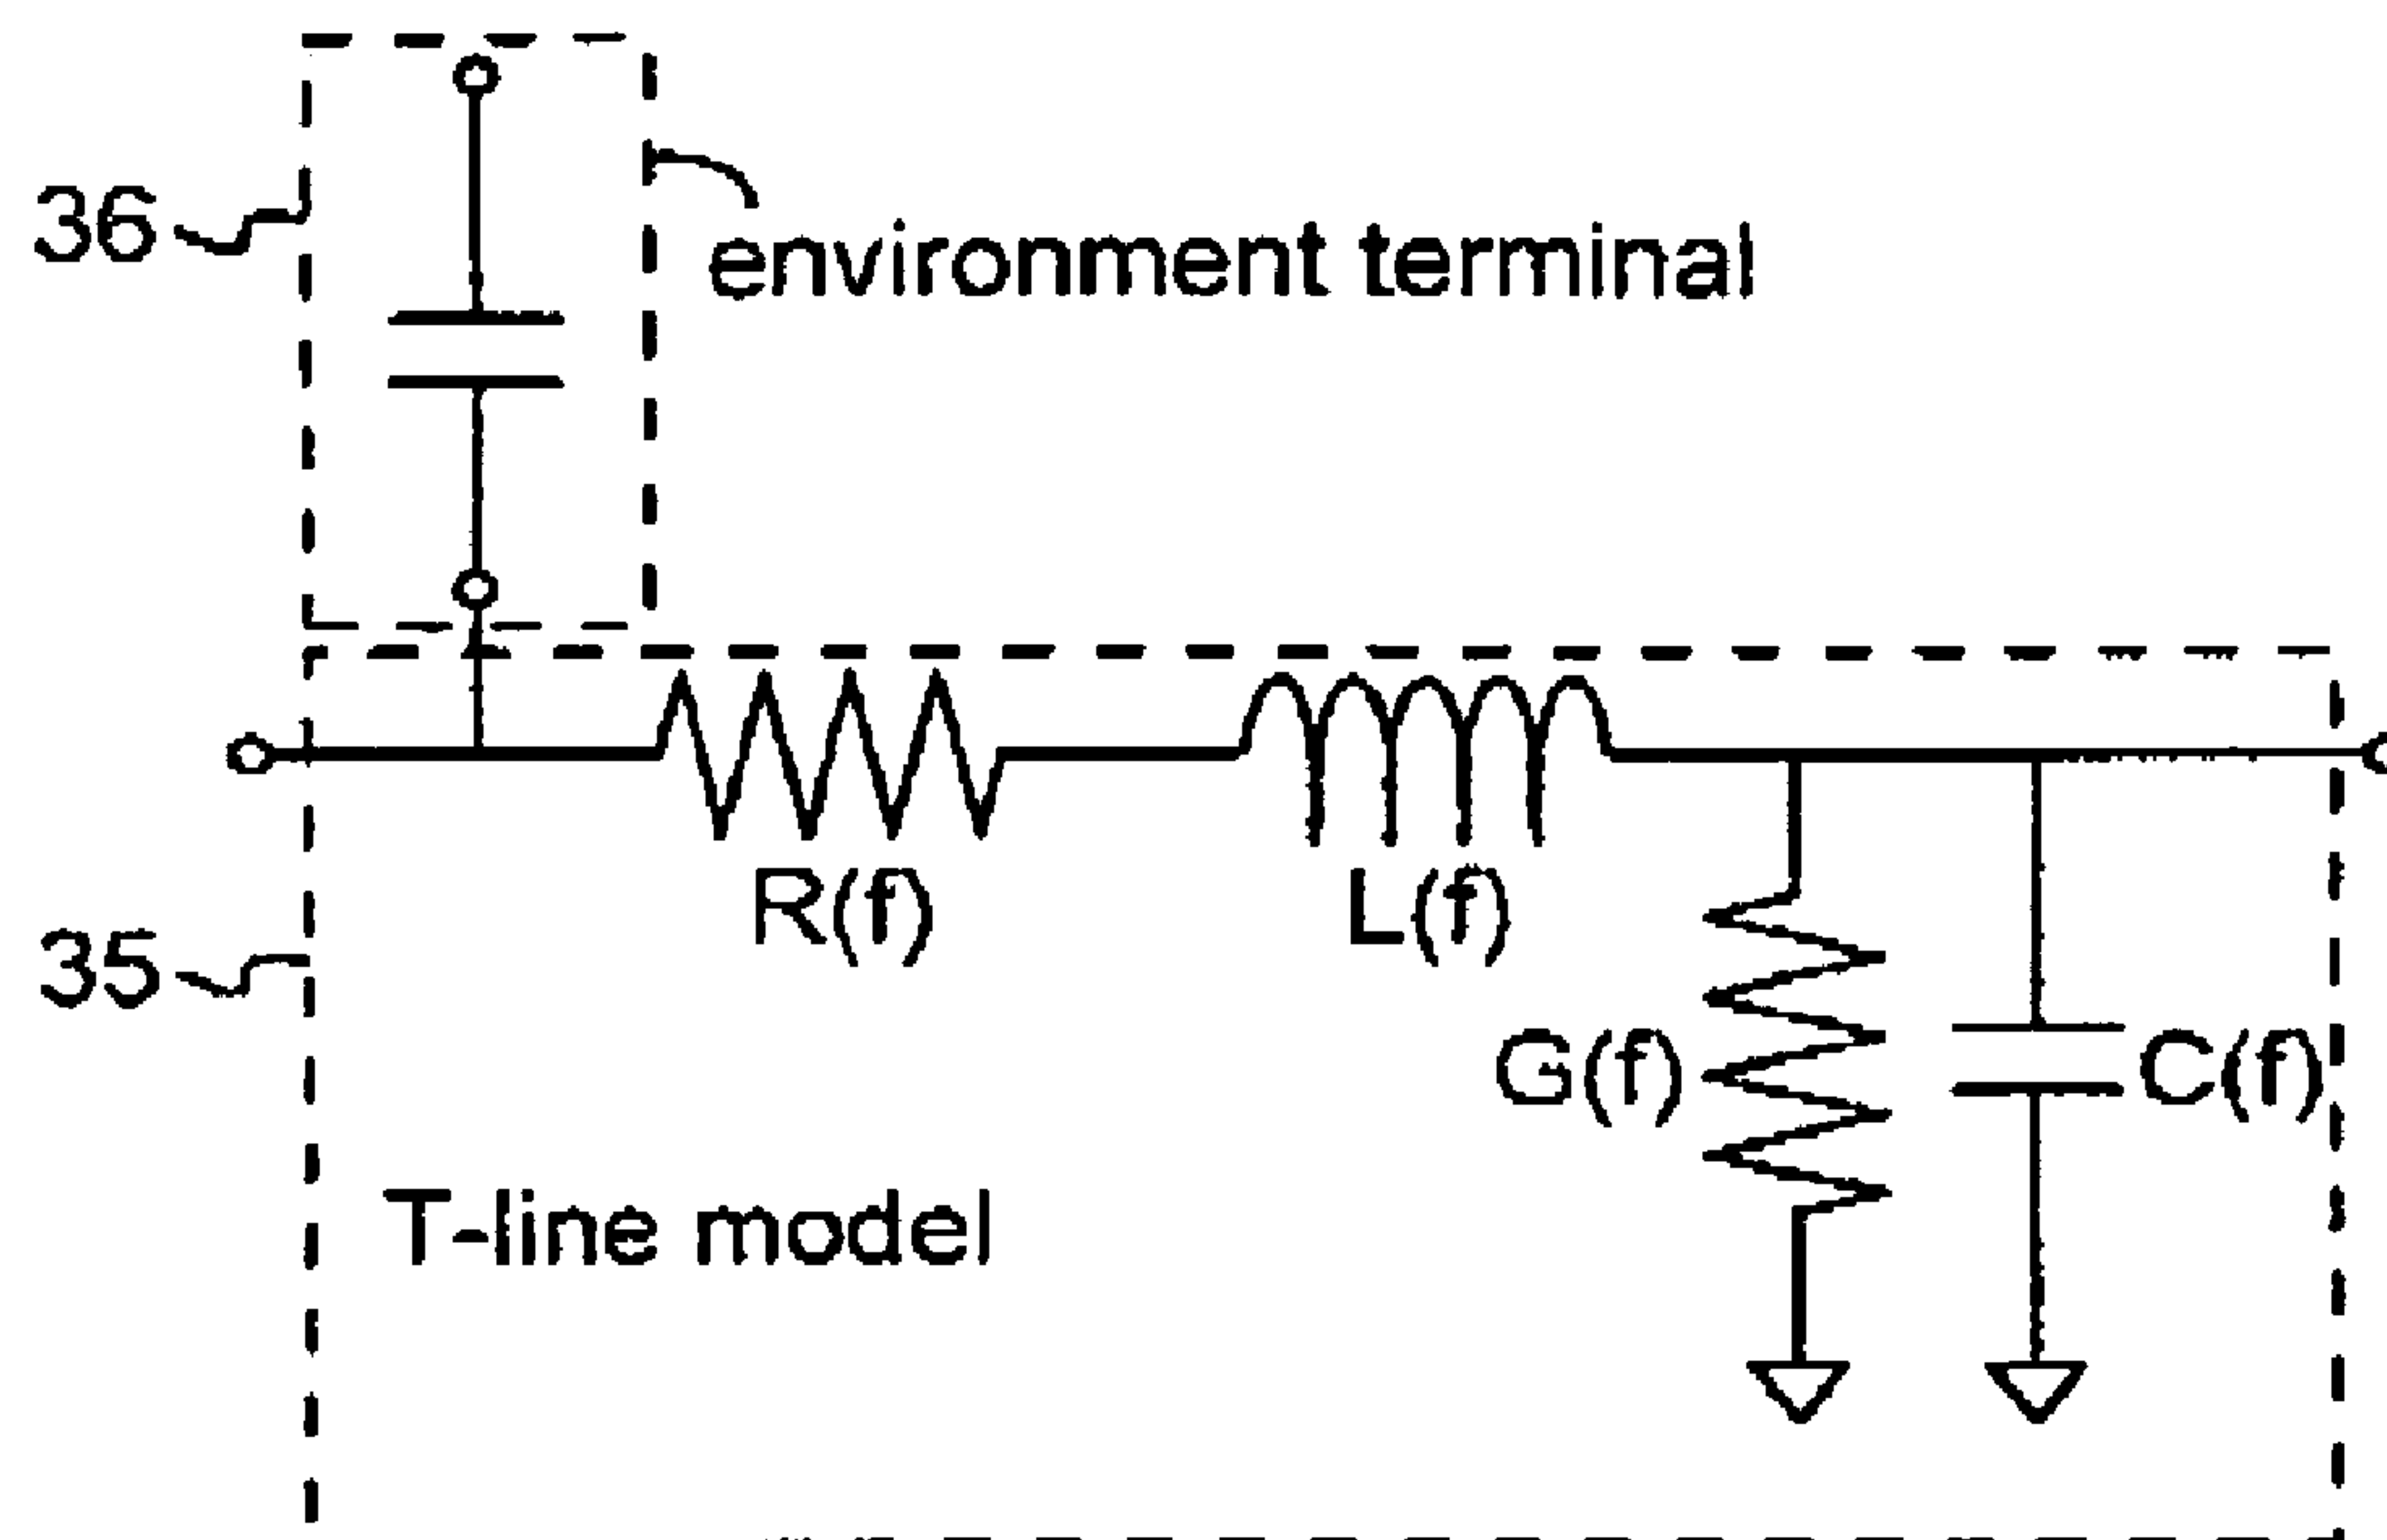 36
environment terminal
R(f)
L(f)
35
G(f)
C(f)
T-line model